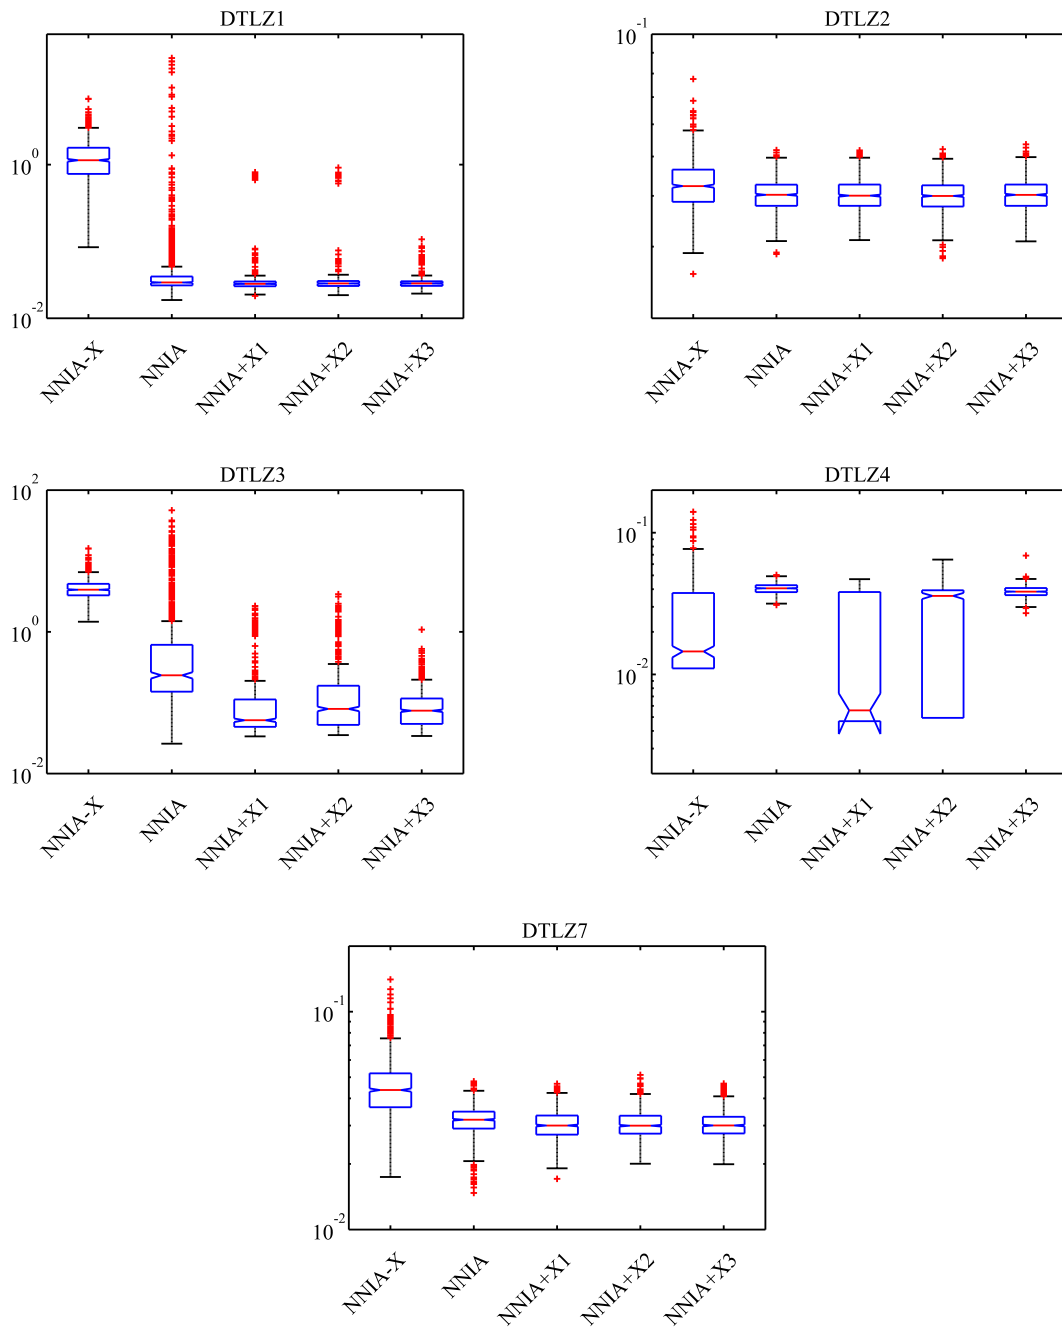 DTLZ1
10^0
10^-2
NNIA-X
NNIA
NNIA+X1
NNIA+X2
NNIA+X3
DTLZ2
10^-1
NNIA-X
NNIA
NNIA+X1
NNIA+X2
NNIA+X3
DTLZ3
10^2
10^0
10^-2
NNIA-X
NNIA
NNIA+X1
NNIA+X2
NNIA+X3
DTLZ4
10^-1
10^-2
NNIA-X
NNIA
NNIA+X1
NNIA+X2
NNIA+X3
DTLZ7
10^-1
10^-2
NNIA-X
NNIA
NNIA+X1
NNIA+X2
NNIA+X3